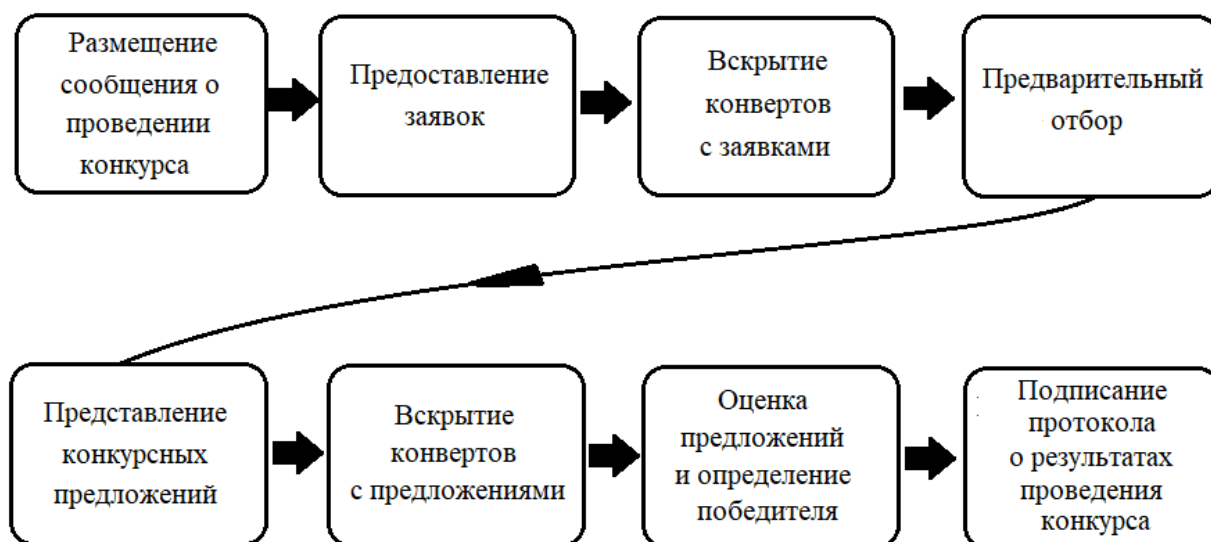 Размещение
сообщения о
проведении
конкурса
Предоставление
заявок
Вскрытие
конвертов
с заявками
Предварительный
отбор
Представление
конкурсных
предложений
Вскрытие
конвертов
с предложениями
Оценка
предложений
и определение
победителя
Подписание
протокола
о результатах
проведения
конкурса